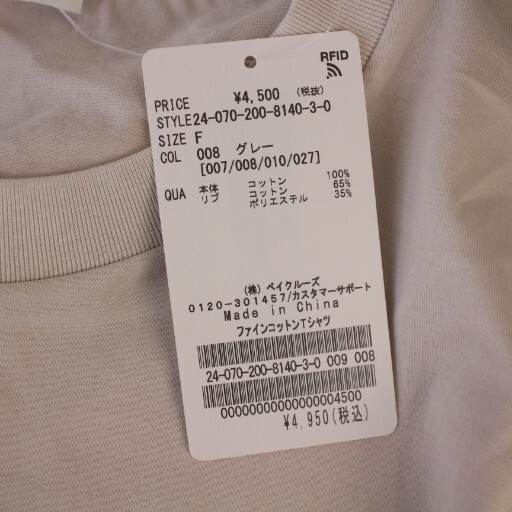 RFID
PRICE ¥4,500 (税抜)
STYLE 24-070-200-8140-3-0
SIZE F
COL 008 グレー
[007/008/010/027]
QUA 本体 コットン 100%
リブ コットン 65%
ポリエステル 35%
(株) ベイクルーズ
0120-301457/カスタマーサポート
Made in China
ファインコットンTシャツ
24-070-200-8140-3-0 009 008
00000000000000004500
¥4,950(税込)